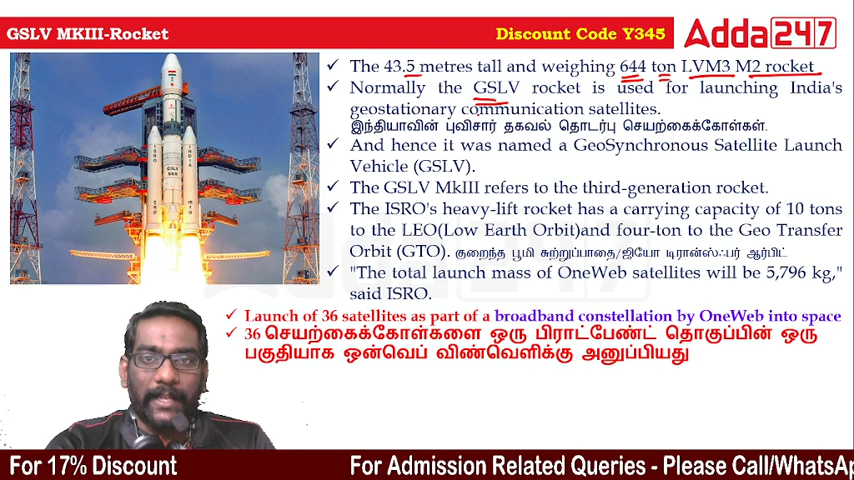 GSLV MKIII-Rocket
Discount Code Y345
Adda247
✓ The 43.5 metres tall and weighing 644 ton LVM3 M2 rocket
✓ Normally the GSLV rocket is used for launching India's
geostationary communication satellites.
இந்தியாவின் புவிசார் தகவல் தொடர்பு செயற்கைக்கோள்கள்.
✓ And hence it was named a GeoSynchronous Satellite Launch
Vehicle (GSLV).
✓ The GSLV MkIII refers to the third-generation rocket.
✓ The ISRO's heavy-lift rocket has a carrying capacity of 10 tons
to the LEO(Low Earth Orbit)and four-ton to the Geo Transfer
Orbit (GTO). குறைந்த பூமி சுற்றுப்பாதை/ஜியோ டிரான்ஸ்ஃபர் ஆர்பிட்
✓ "The total launch mass of OneWeb satellites will be 5,796 kg,"
said ISRO.
✓ Launch of 36 satellites as part of a broadband constellation by OneWeb into space
✓ 36 செயற்கைக்கோள்களை ஒரு பிராட்பேண்ட் தொகுப்பின் ஒரு
பகுதியாக ஒன்வெப் விண்வெளிக்கு அனுப்பியது
For 17% Discount
For Admission Related Queries - Please Call/WhatsAp